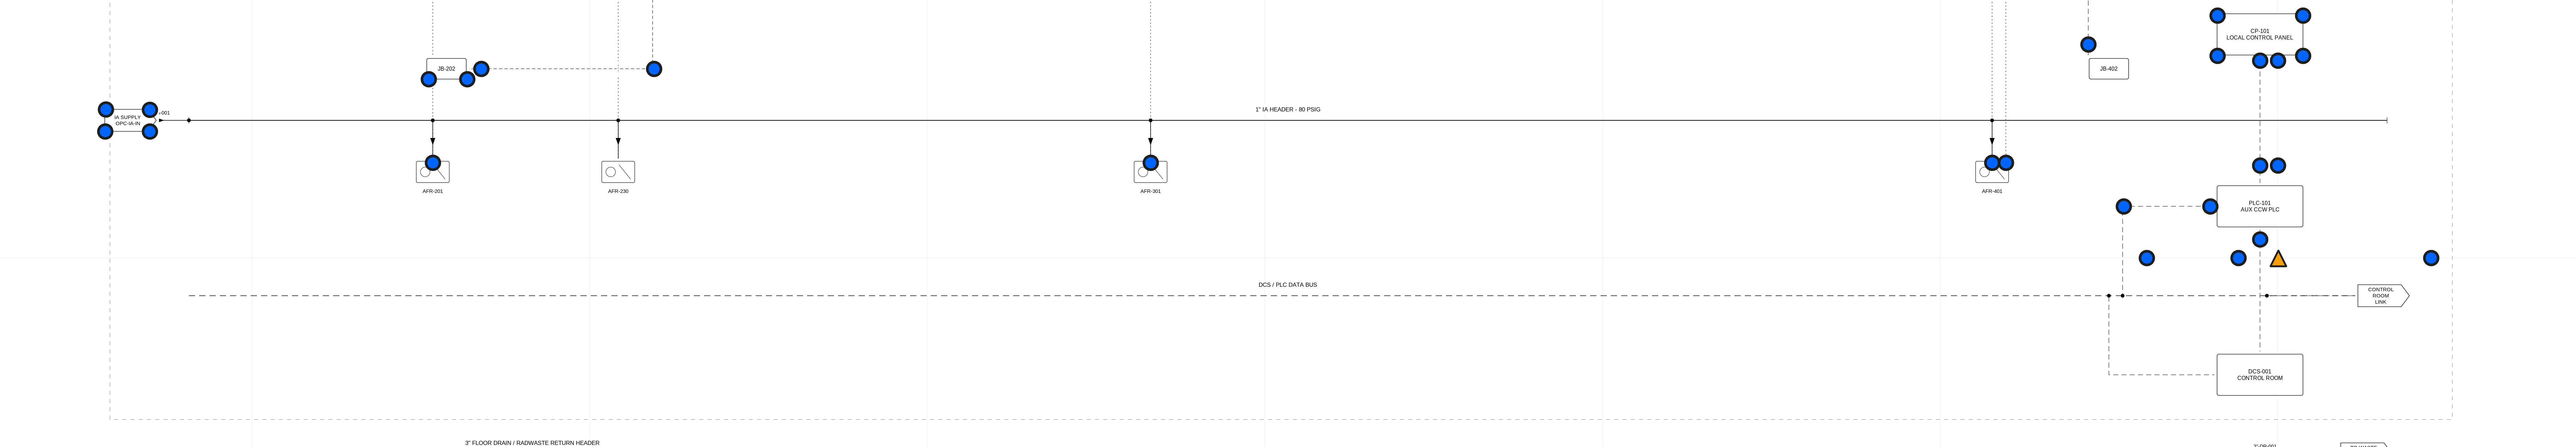 CP-101
LOCAL CONTROL PANEL
JB-202
JB-402
1" IA HEADER - 80 PSIG
-001
IA SUPPLY
OPC-IA-IN
AFR-201
AFR-230
AFR-301
AFR-401
PLC-101
AUX CCW PLC
DCS / PLC DATA BUS
CONTROL
ROOM
LINK
DCS-001
CONTROL ROOM
3" FLOOR DRAIN / RADWASTE RETURN HEADER